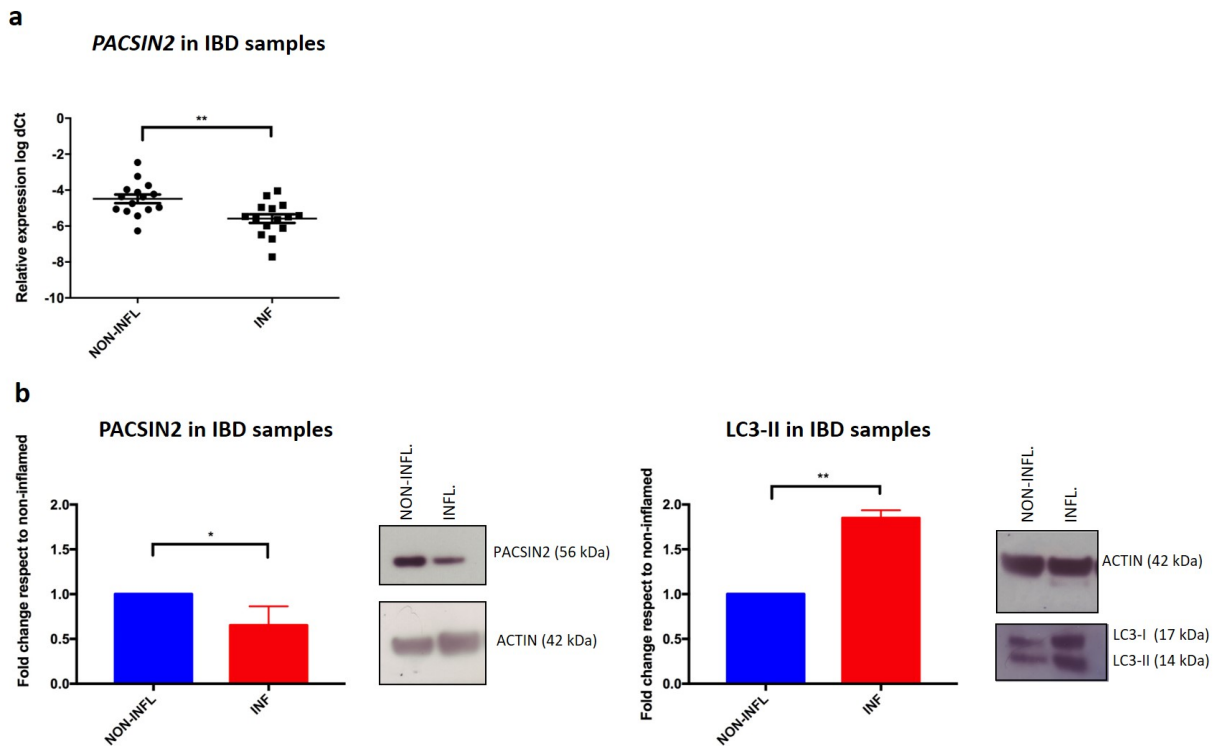 a
PACSIN2 in IBD samples
Relative expression log dCt
0
-2
-4
-6
-8
-10
**
NON-INFL
INF
b
PACSIN2 in IBD samples
Fold change respect to non-inflamed
2.0
1.5
1.0
0.5
0.0
*
NON-INFL
INF
NON-INFL.
INFL.
PACSIN2 (56 kDa)
ACTIN (42 kDa)
LC3-II in IBD samples
Fold change respect to non-inflamed
2.0
1.5
1.0
0.5
0.0
**
NON-INFL
INF
NON-INFL.
INFL.
ACTIN (42 kDa)
LC3-I (17 kDa)
LC3-II (14 kDa)